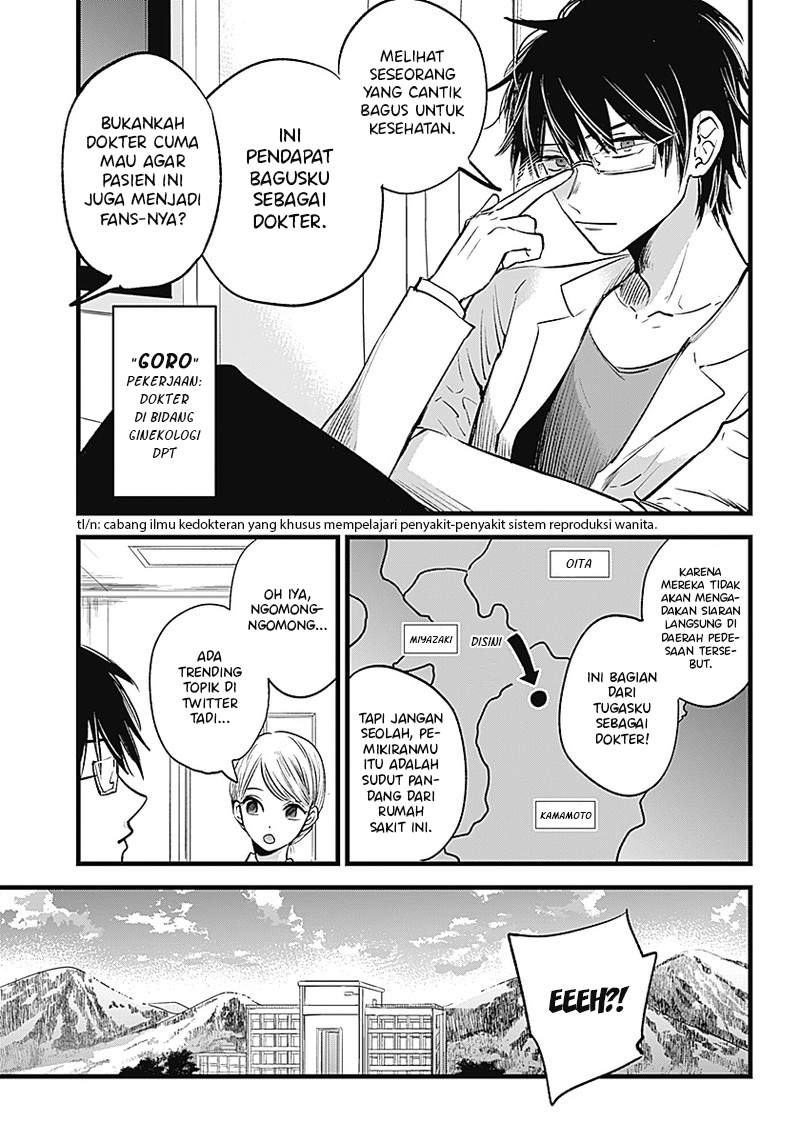 MELIHAT
SESEORANG
YANG CANTIK
BAGUS UNTUK
KESEHATAN.
INI
PENDAPAT
BAGUSKU
SEBAGAI
DOKTER.
BUKANKAH
DOKTER CUMA
MAU AGAR
PASIEN INI
JUGA MENJADI
FANS-NYA?
"GORO"
PEKERJAAN:
DOKTER
DI BIDANG
GINEKOLOGI
DPT
tl/n: cabang ilmu kedokteran yang khusus mempelajari penyakit-penyakit sistem reproduksi wanita.
KARENA
MEREKA TIDAK
AKAN MENGA-
DAKAN SIARAN
LANGSUNG DI
DAERAH PEDE-
SAAN TERSE-
BUT.
INI BAGIAN
DARI
TUGASKU
SEBAGAI
DOKTER!
OITA
MIYAZAKI
DISINI
KAMAMOTO
TAPI JANGAN
SEOLAH, PE-
MIKIRANMU
ITU ADALAH
SUDUT PAN-
DANG DARI
RUMAH
SAKIT INI.
OH IYA,
NGOMONG-
NGOMONG...
ADA
TRENDING
TOPIK DI
TWITTER
TADI...
EEEH?!